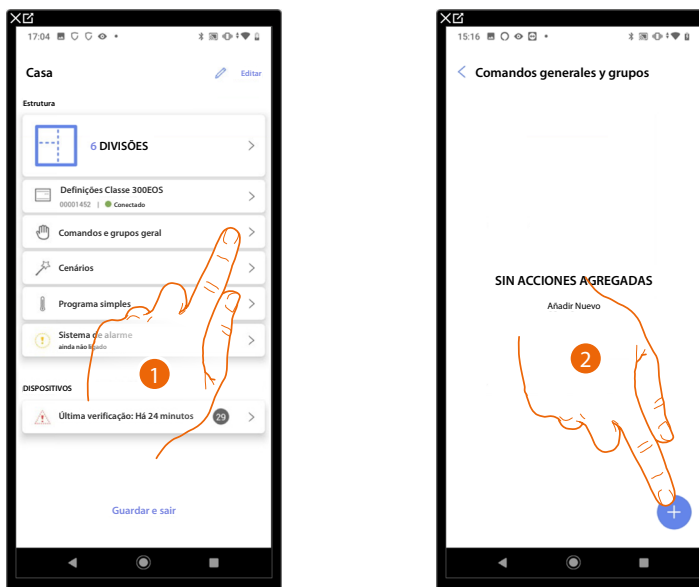 17:04
Casa
Editar
Estrutura
6 DIVISÕES
Definições Classe 300EOS
00001452 | Conectado
Comandos e grupos geral
Cenários
Programa simples
Sistema de alarme
ainda não ligado
1
DISPOSITIVOS
Última verificação: Há 24 minutos 29
Guardar e sair
15:16
Comandos generales y grupos
SIN ACCIONES AGREGADAS
Añadir Nuevo
2